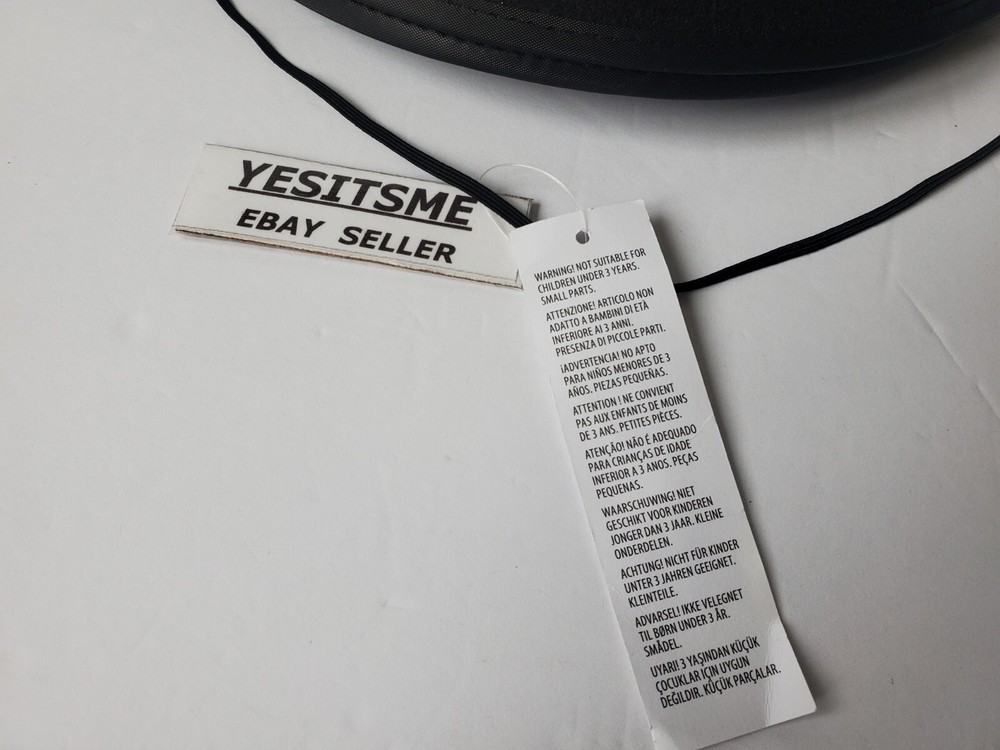 YESITSME
EBAY SELLER
WARNING! NOT SUITABLE FOR
CHILDREN UNDER 3 YEARS.
SMALL PARTS.
ATTENZIONE! ARTICOLO NON
ADATTO A BAMBINI DI ETÀ
INFERIORE AI 3 ANNI.
PRESENZA DI PICCOLE PARTI.
¡ADVERTENCIA! NO APTO
PARA NIÑOS MENORES DE 3
AÑOS. PIEZAS PEQUEÑAS.
ATTENTION ! NE CONVIENT
PAS AUX ENFANTS DE MOINS
DE 3 ANS. PETITES PIÈCES.
ATENÇÃO! NÃO É ADEQUADO
PARA CRIANÇAS DE IDADE
INFERIOR A 3 ANOS. PEÇAS
PEQUENAS.
WAARSCHUWING! NIET
GESCHIKT VOOR KINDEREN
JONGER DAN 3 JAAR. KLEINE
ONDERDELEN.
ACHTUNG! NICHT FÜR KINDER
UNTER 3 JAHREN GEEIGNET.
KLEINTEILE.
ADVARSEL! IKKE VELEGNET
TIL BØRN UNDER 3 ÅR.
SMÅDEL.
UYARI! 3 YAŞINDAN KÜÇÜK
ÇOCUKLAR IÇIN UYGUN
DEĞILDIR. KÜÇÜK PARÇALAR.